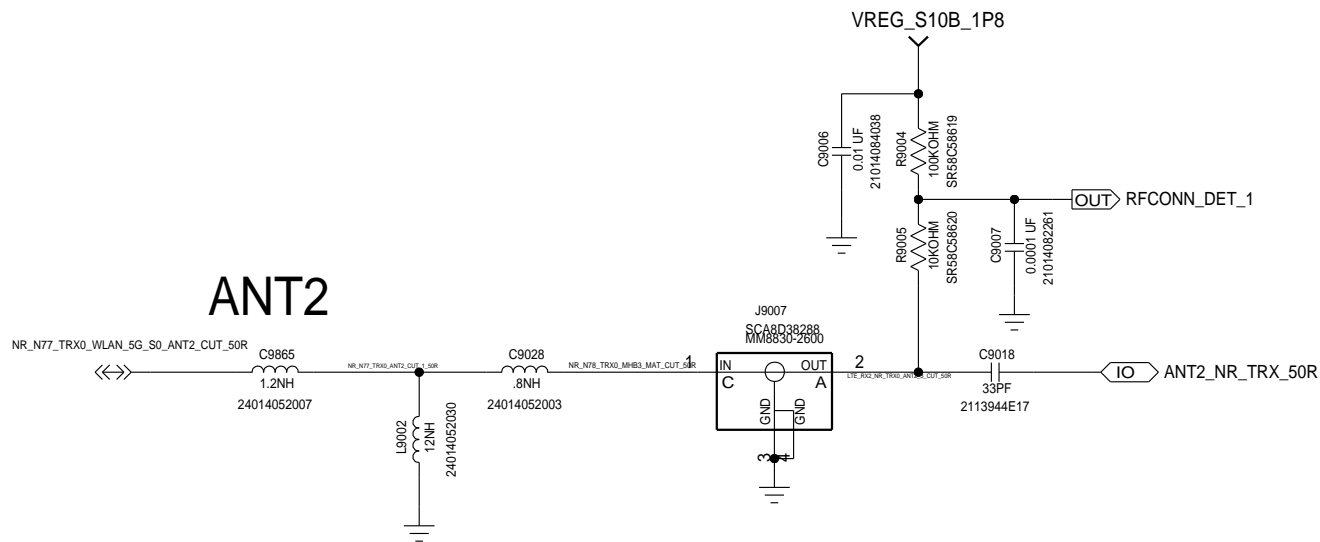 VREG_S10B_1P8
C9006
0.01 UF
21014084038
R9004
100KOHM
SR58C58619
OUT
RFCONN_DET_1
R9005
10KOHM
SR58C58620
C9007
0.0001 UF
21014082261
ANT2
NR_N77_TRX0_WLAN_5G_S0_ANT2_CUT_50R
C9865
1.2NH
24014052007
NR_N77_TRX0_ANT2_CUT_1_50R
L9002
12NH
24014052030
C9028
.8NH
24014052003
NR_N78_TRX0_MHB3_MAT_CUT_50R
J9007
SCA8D38288
MM8830-2600
1
IN
C
OUT
A
GND
GND
3
4
2
C9018
33PF
2113944E17
IO
ANT2_NR_TRX_50R